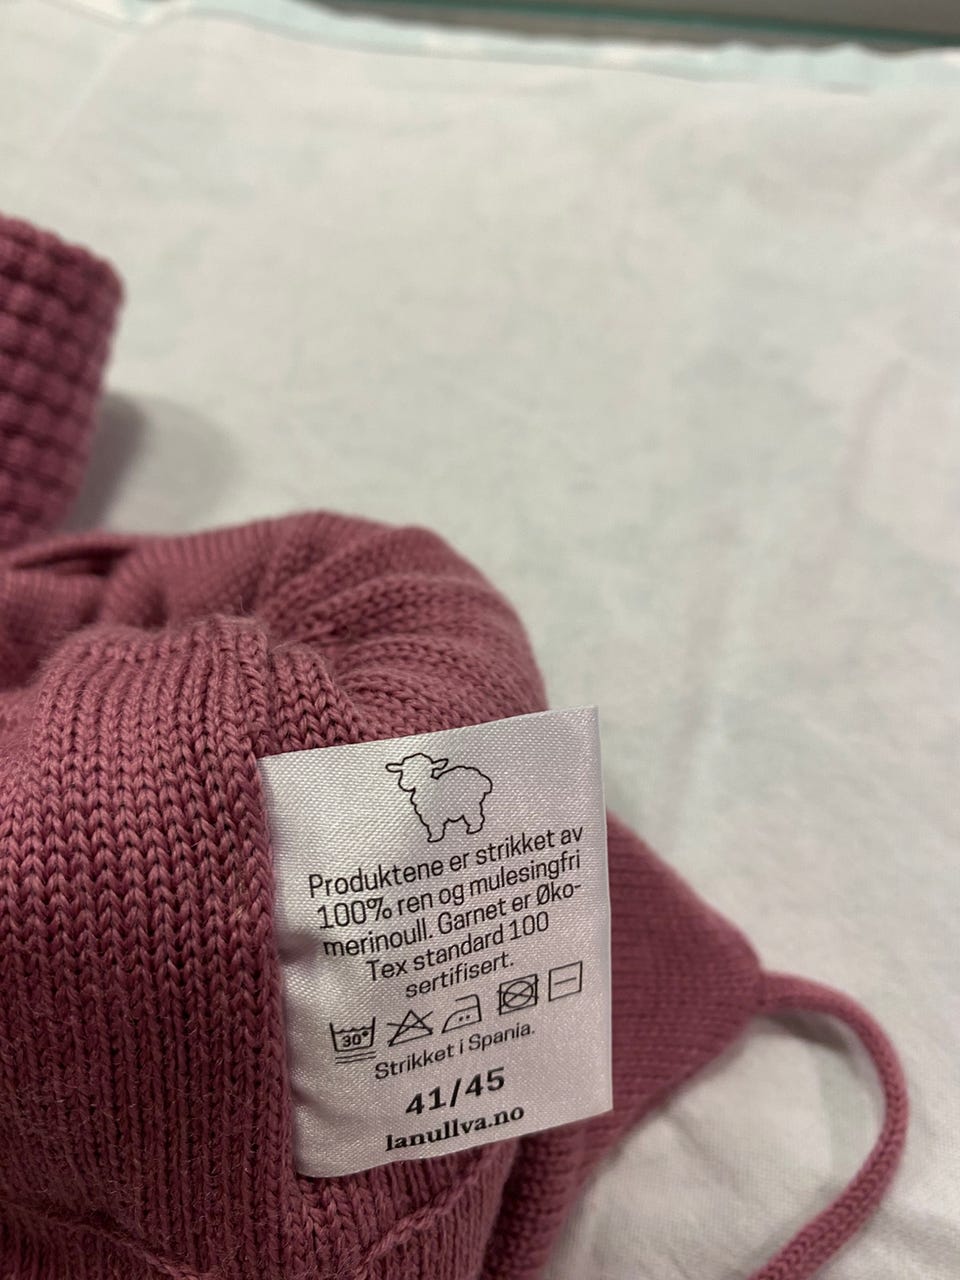 Produktene er strikket av
100% ren og mulesingfri
merinoull. Garnet er Øko-
Tex standard 100
sertifisert.
30°
Strikket i Spania.
41/45
lanullva.no